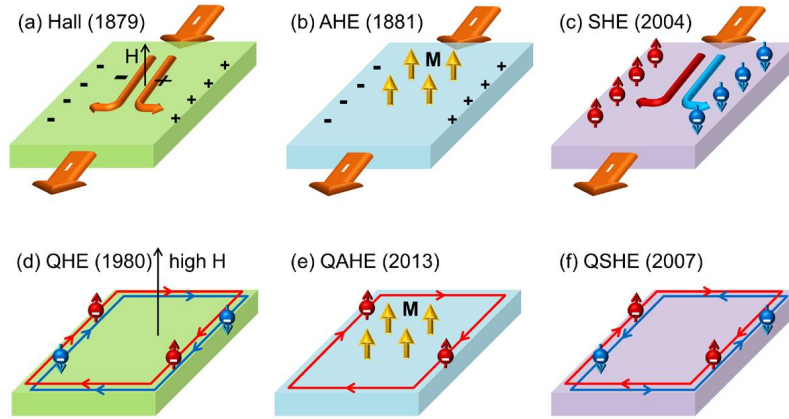 (a) Hall (1879)
H
(b) AHE (1881)
M
(c) SHE (2004)
(d) QHE (1980)
high H
(e) QAHE (2013)
M
(f) QSHE (2007)